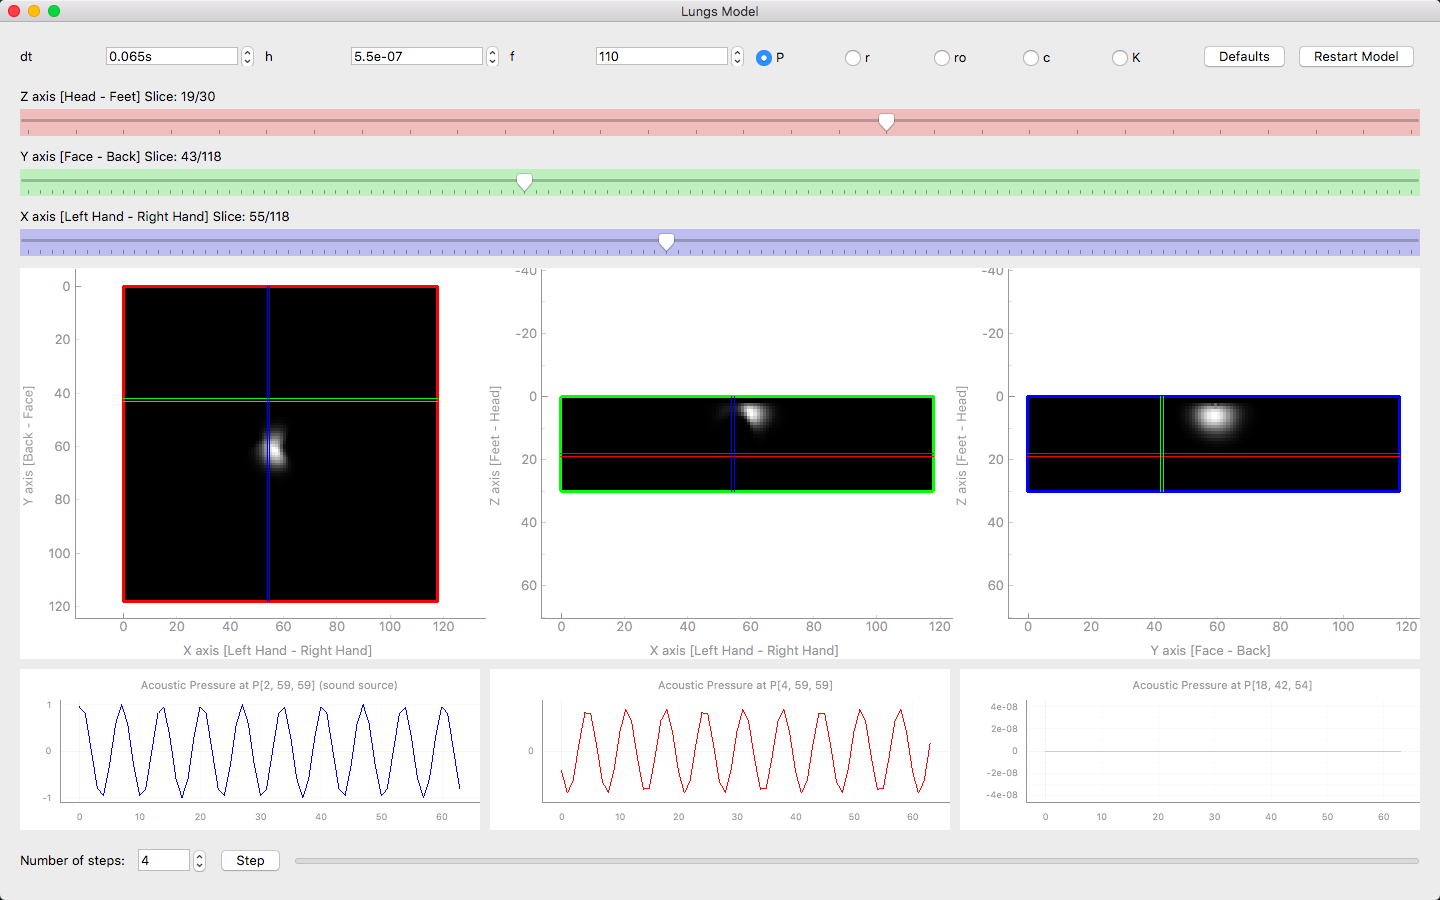 Lungs Model
dt 0.065s h 5.5e-07 f 110 P r ro c K Defaults Restart Model
Z axis [Head - Feet] Slice: 19/30
Y axis [Face - Back] Slice: 43/118
X axis [Left Hand - Right Hand] Slice: 55/118
Y axis [Back - Face]
0
20
40
60
80
100
120
0 20 40 60 80 100 120
X axis [Left Hand - Right Hand]
Z axis [Feet - Head]
-40
-20
0
20
40
60
0 20 40 60 80 100 120
X axis [Left Hand - Right Hand]
Z axis [Feet - Head]
-40
-20
0
20
40
60
0 20 40 60 80 100 120
Y axis [Face - Back]
Acoustic Pressure at P[2, 59, 59] (sound source)
1
0
-1
0 10 20 30 40 50 60
Acoustic Pressure at P[4, 59, 59]
0
0 10 20 30 40 50 60
Acoustic Pressure at P[18, 42, 54]
4e-08
2e-08
0
-2e-08
-4e-08
0 10 20 30 40 50 60
Number of steps: 4 Step